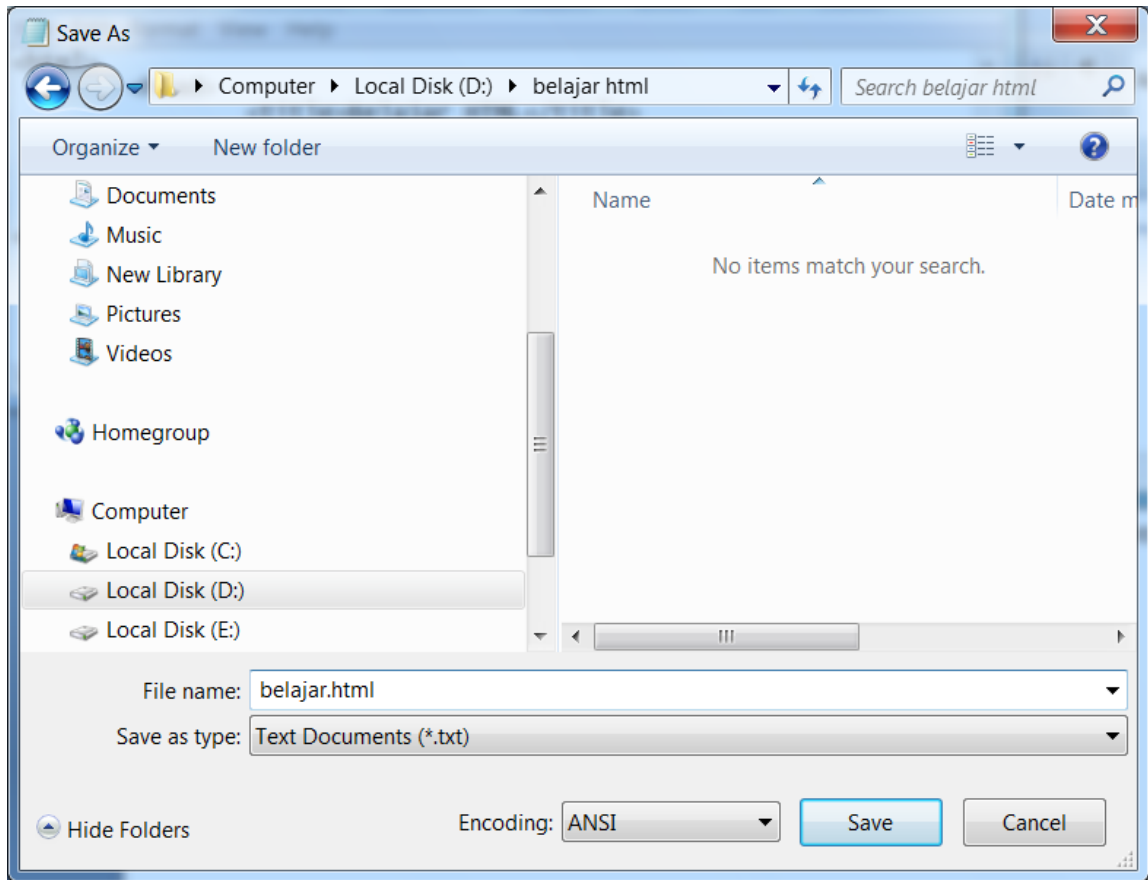 Save As
Computer Local Disk (D:) belajar html Search belajar html
Organize New folder
Documents
Music
New Library
Pictures
Videos
Homegroup
Computer
Local Disk (C:)
Local Disk (D:)
Local Disk (E:)
Name Date m
No items match your search.
File name: belajar.html
Save as type: Text Documents (*.txt)
Hide Folders Encoding: ANSI Save Cancel